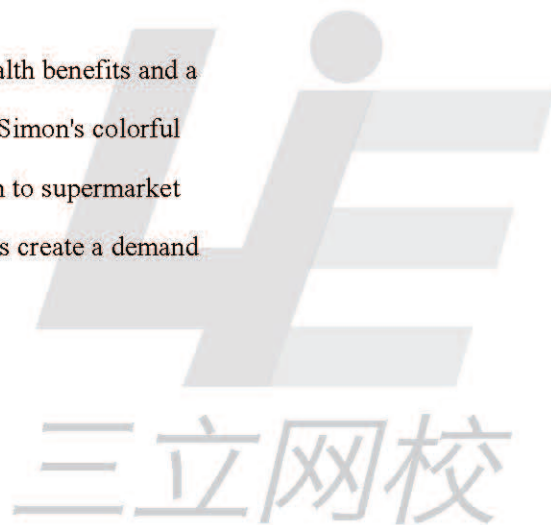 alth benefits and a
Simon's colorful
n to supermarket
s create a demand
三立网校